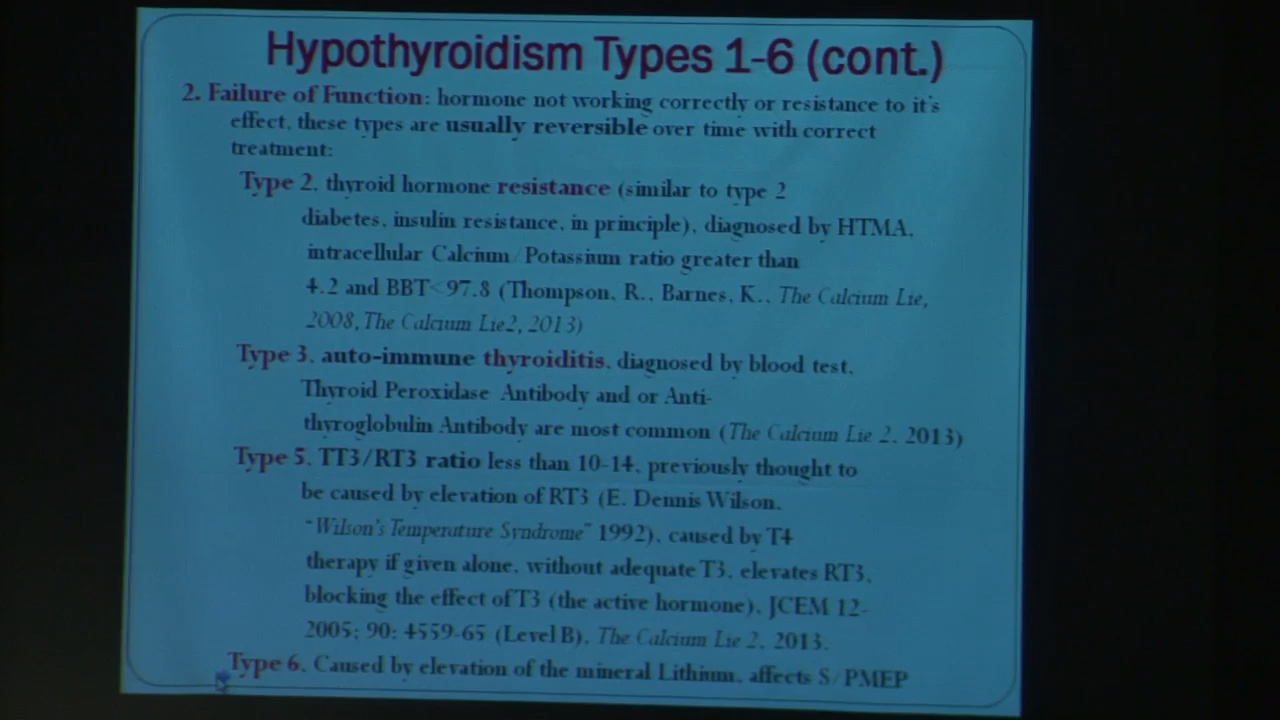 Hypothyroidism Types 1-6 (cont.)
2. Failure of Function: hormone not working correctly or resistance to it's
effect, these types are usually reversible over time with correct
treatment:
Type 2, thyroid hormone resistance (similar to type 2
diabetes, insulin resistance, in principle), diagnosed by HTMA,
intracellular Calcium/Potassium ratio greater than
4.2 and BBT<97.8 (Thompson, R., Barnes, K., The Calcium Lie,
2008, The Calcium Lie2, 2013)
Type 3, auto-immune thyroiditis, diagnosed by blood test,
Thyroid Peroxidase Antibody and or Anti-
thyroglobulin Antibody are most common (The Calcium Lie 2, 2013)
Type 5, TT3/RT3 ratio less than 10-14, previously thought to
be caused by elevation of RT3 (E. Dennis Wilson,
"Wilson's Temperature Syndrome" 1992), caused by T4
therapy if given alone, without adequate T3, elevates RT3,
blocking the effect of T3 (the active hormone), JCEM 12-
2005; 90: 4559-65 (Level B), The Calcium Lie 2, 2013.
Type 6, Caused by elevation of the mineral Lithium, affects S/PMEP